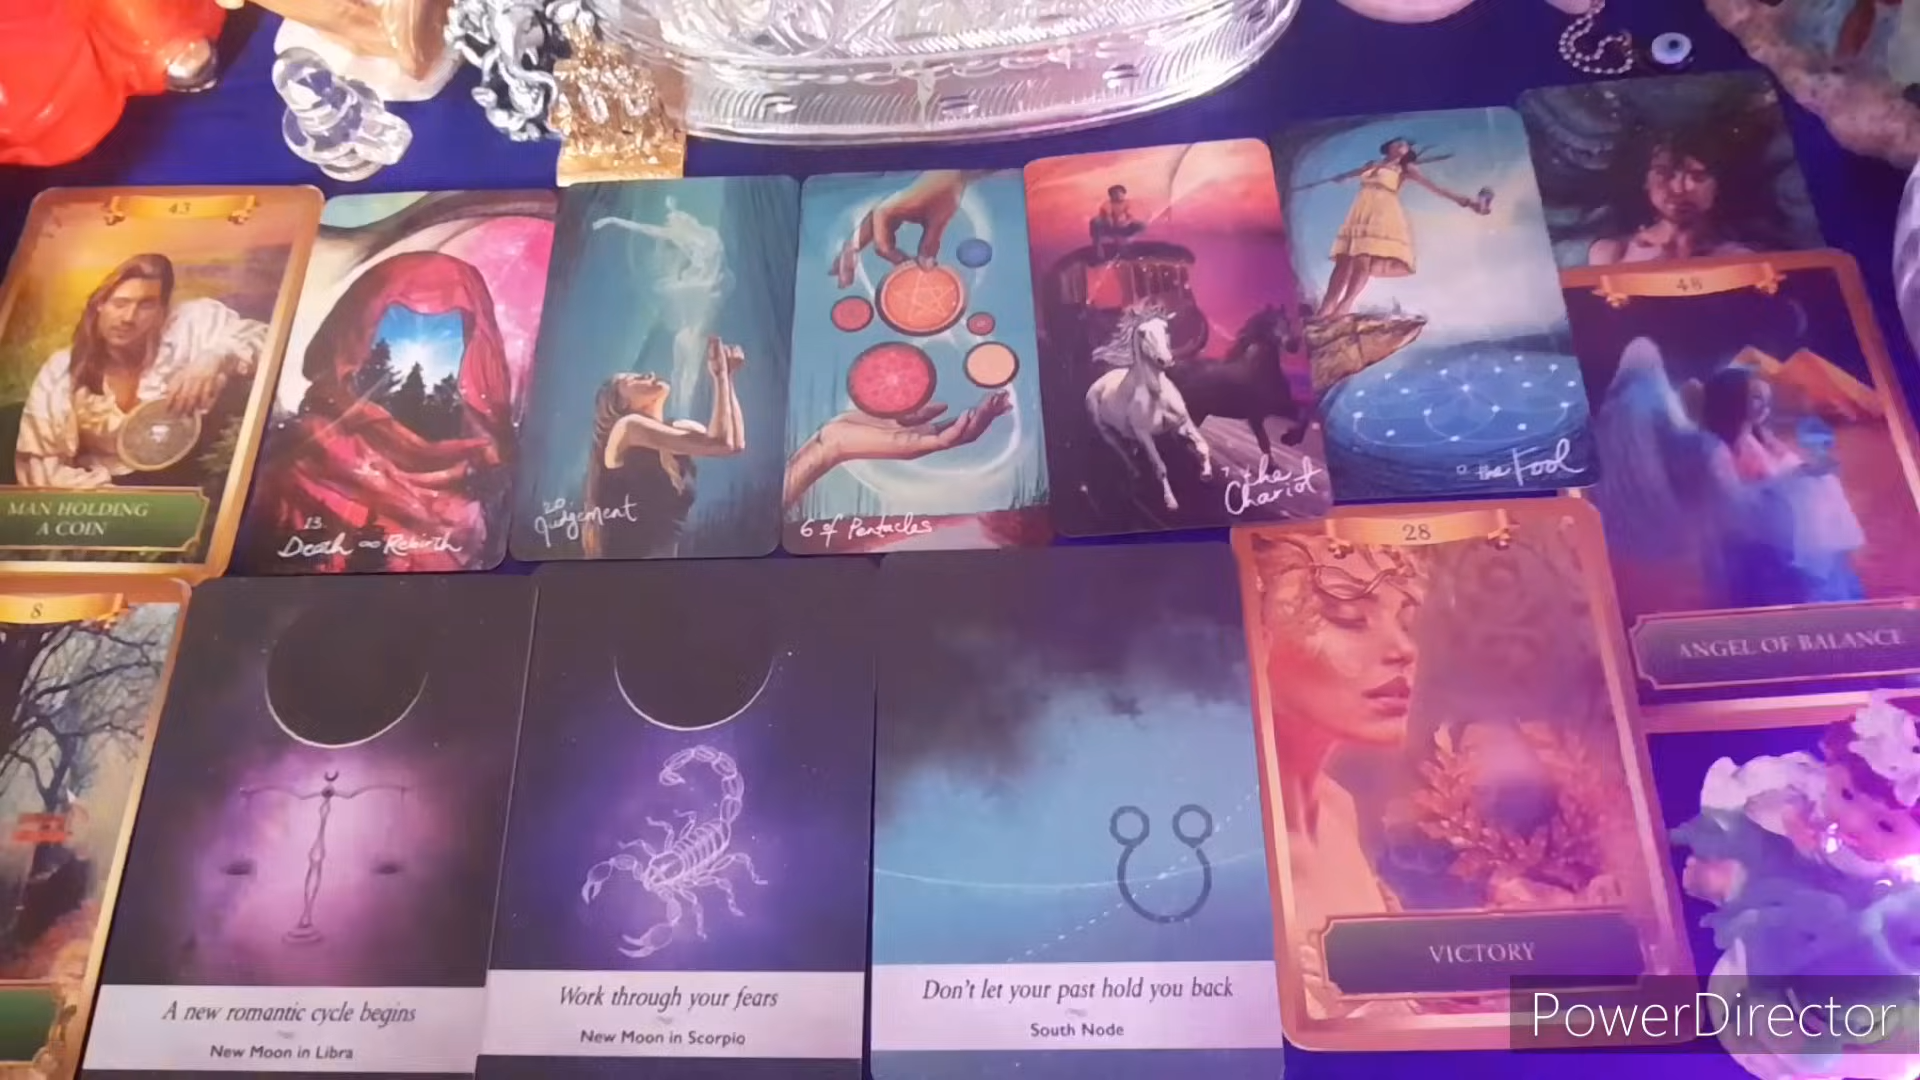 43
MAN HOLDING
A COIN
13
Death ∞ Rebirth
20
Judgement
6 of Pentacles
7 the
Chariot
0 the Fool
48
ANGEL OF BALANCE
8
A new romantic cycle begins
New Moon in Libra
Work through your fears
New Moon in Scorpio
Don't let your past hold you back
South Node
28
VICTORY
PowerDirector